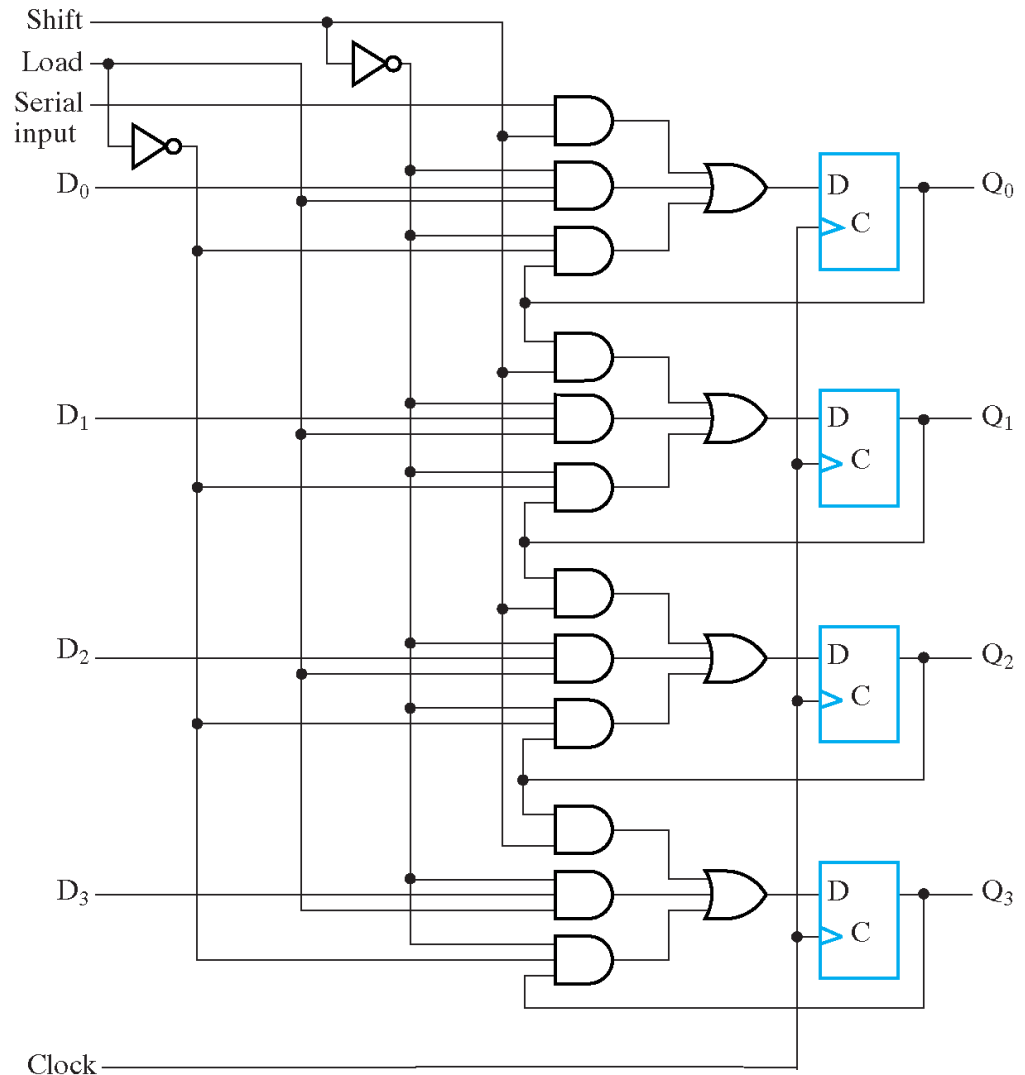 Shift
Load
Serial
input
D₀
D
C
Q₀
D₁
D
C
Q₁
D₂
D
C
Q₂
D₃
D
C
Q₃
Clock